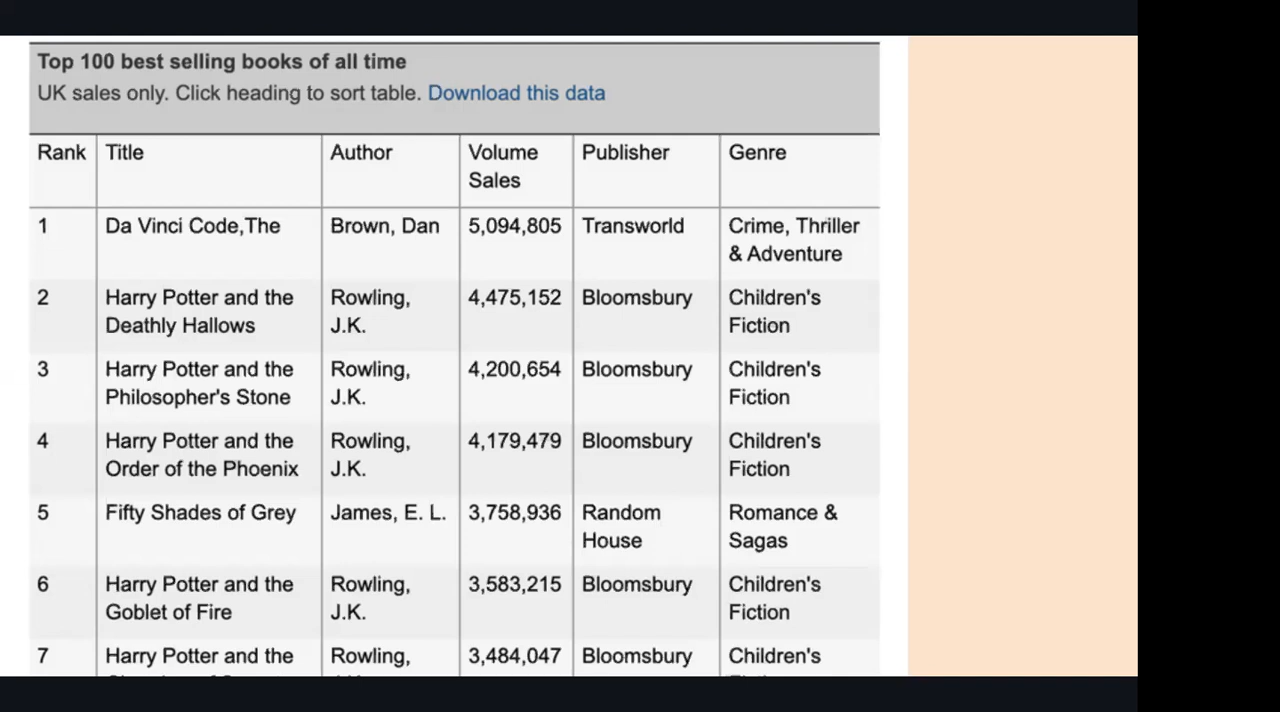 Top 100 best selling books of all time
UK sales only. Click heading to sort table. Download this data
Rank Title Author Volume Sales Publisher Genre
1 Da Vinci Code,The Brown, Dan 5,094,805 Transworld Crime, Thriller & Adventure
2 Harry Potter and the Deathly Hallows Rowling, J.K. 4,475,152 Bloomsbury Children's Fiction
3 Harry Potter and the Philosopher's Stone Rowling, J.K. 4,200,654 Bloomsbury Children's Fiction
4 Harry Potter and the Order of the Phoenix Rowling, J.K. 4,179,479 Bloomsbury Children's Fiction
5 Fifty Shades of Grey James, E. L. 3,758,936 Random House Romance & Sagas
6 Harry Potter and the Goblet of Fire Rowling, J.K. 3,583,215 Bloomsbury Children's Fiction
7 Harry Potter and the Rowling, 3,484,047 Bloomsbury Children's